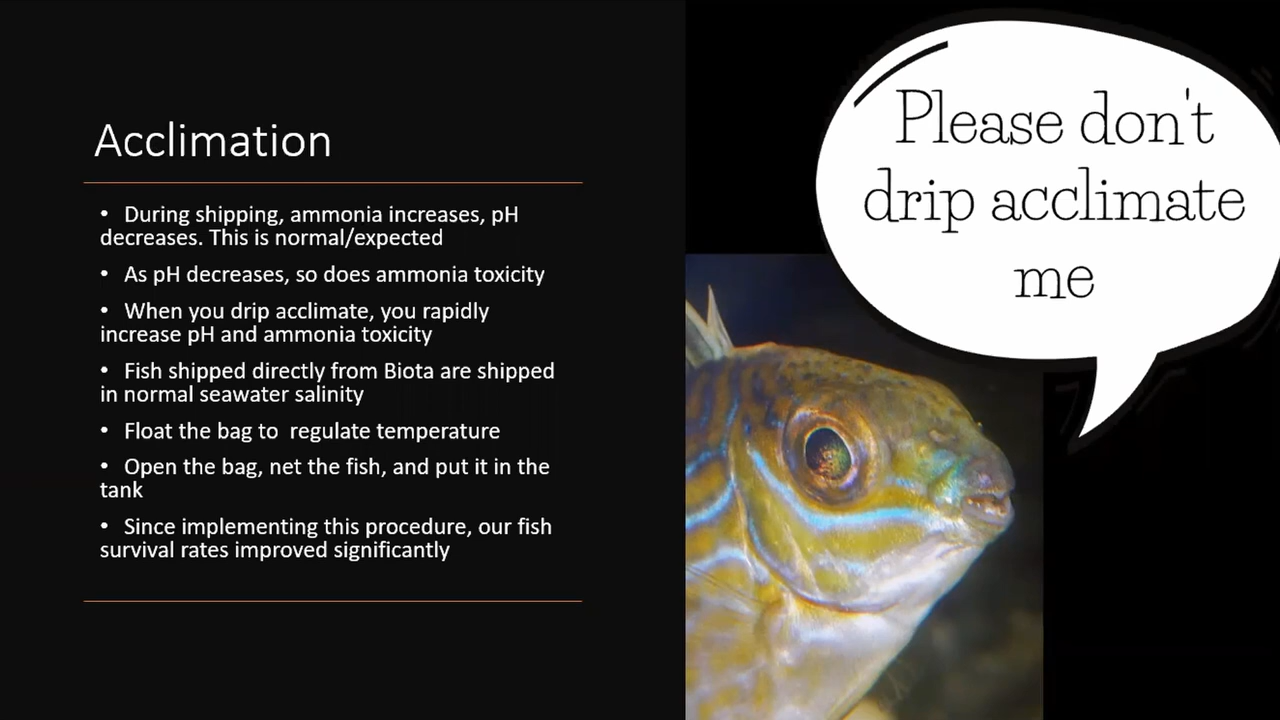 Acclimation
• During shipping, ammonia increases, pH
decreases. This is normal/expected
• As pH decreases, so does ammonia toxicity
• When you drip acclimate, you rapidly
increase pH and ammonia toxicity
• Fish shipped directly from Biota are shipped
in normal seawater salinity
• Float the bag to  regulate temperature
• Open the bag, net the fish, and put it in the
tank
• Since implementing this procedure, our fish
survival rates improved significantly
Please don't
drip acclimate
me